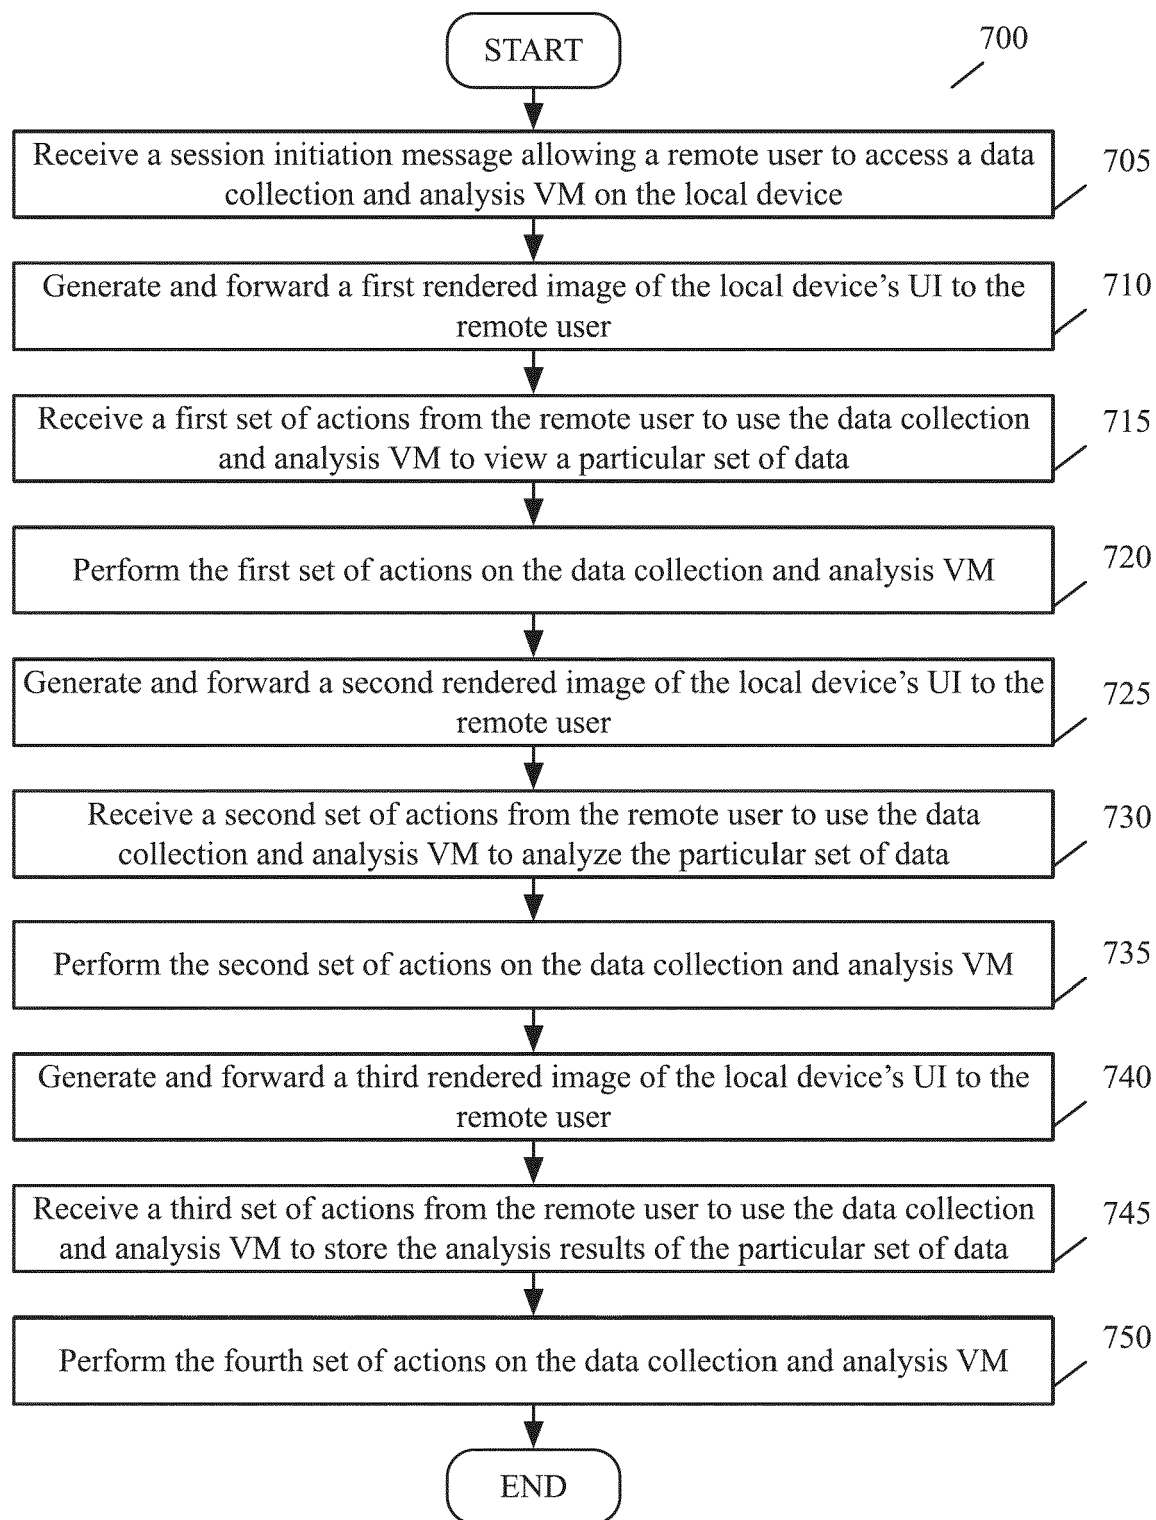 START
700
Receive a session initiation message allowing a remote user to access a data
collection and analysis VM on the local device
705
Generate and forward a first rendered image of the local device's UI to the
remote user
710
Receive a first set of actions from the remote user to use the data collection
and analysis VM to view a particular set of data
715
Perform the first set of actions on the data collection and analysis VM
720
Generate and forward a second rendered image of the local device's UI to the
remote user
725
Receive a second set of actions from the remote user to use the data
collection and analysis VM to analyze the particular set of data
730
Perform the second set of actions on the data collection and analysis VM
735
Generate and forward a third rendered image of the local device's UI to the
remote user
740
Receive a third set of actions from the remote user to use the data collection
and analysis VM to store the analysis results of the particular set of data
745
Perform the fourth set of actions on the data collection and analysis VM
750
END